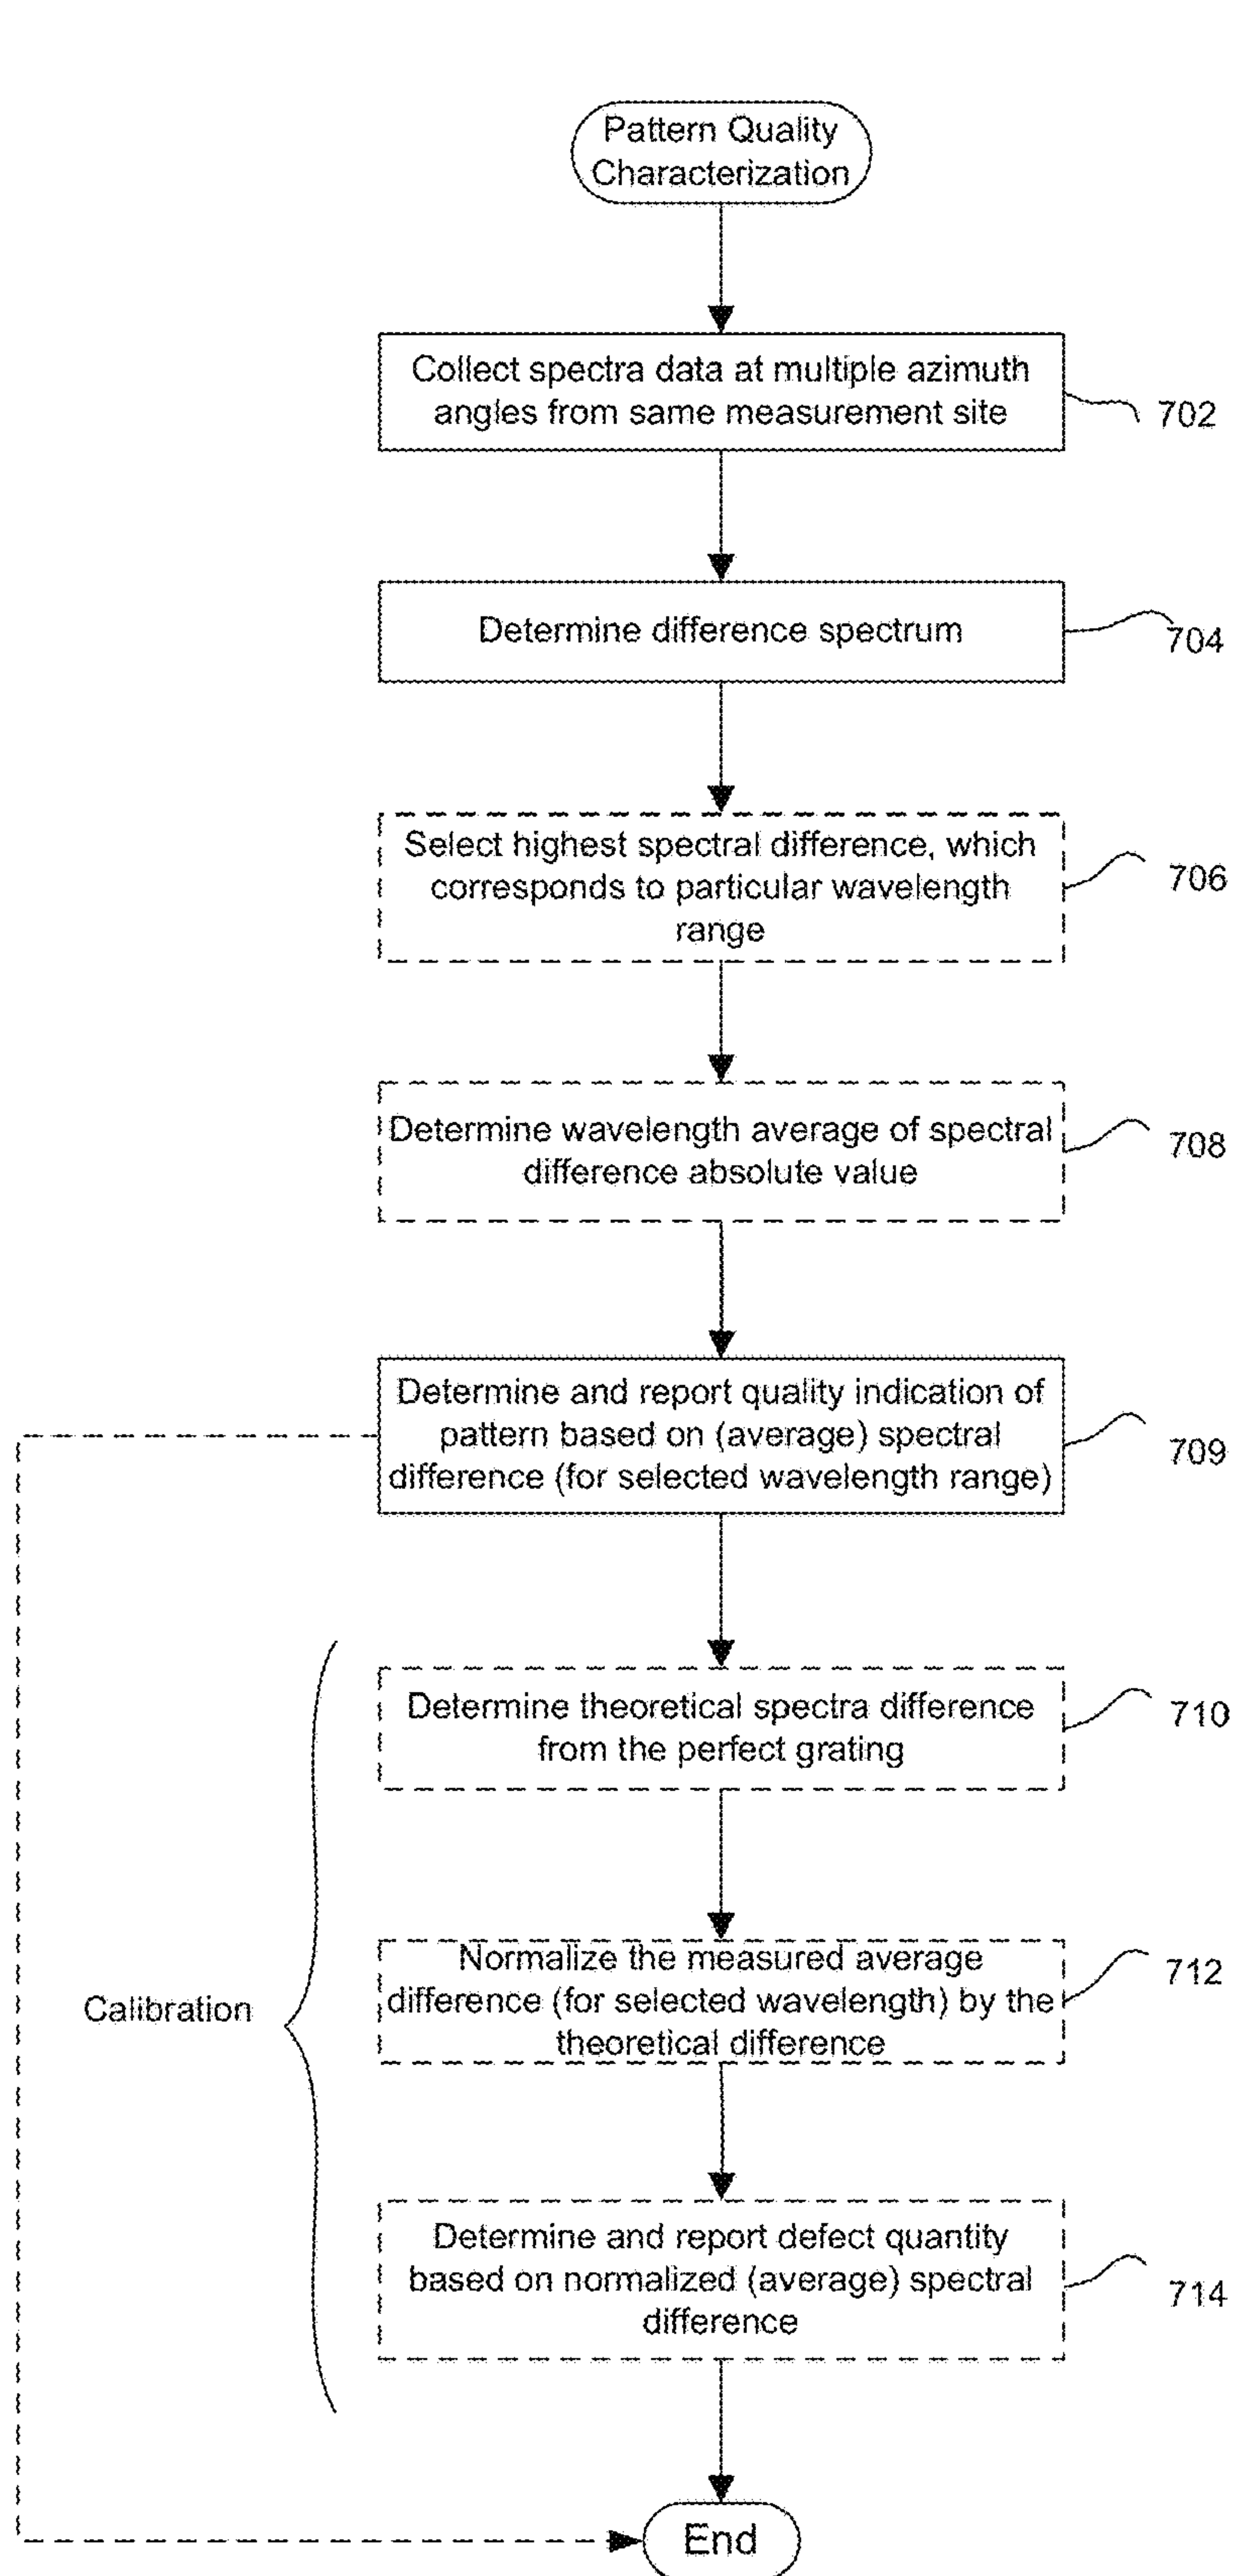 Pattern Quality
Characterization
Collect spectra data at multiple azimuth
angles from same measurement site
702
Determine difference spectrum
704
Select highest spectral difference, which
corresponds to particular wavelength
range
706
Determine wavelength average of spectral
difference absolute value
708
Determine and report quality indication of
pattern based on (average) spectral
difference (for selected wavelength range)
709
Determine theoretical spectra difference
from the perfect grating
710
Calibration
Normalize the measured average
difference (for selected wavelength) by the
theoretical difference
712
Determine and report defect quantity
based on normalized (average) spectral
difference
714
End